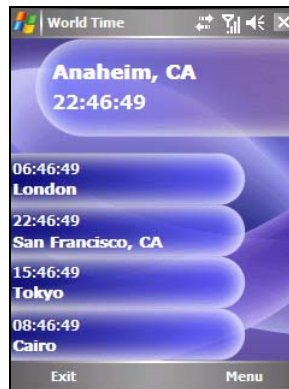 World Time
Anaheim, CA
22:46:49
06:46:49
London
22:46:49
San Francisco, CA
15:46:49
Tokyo
08:46:49
Cairo
Exit Menu